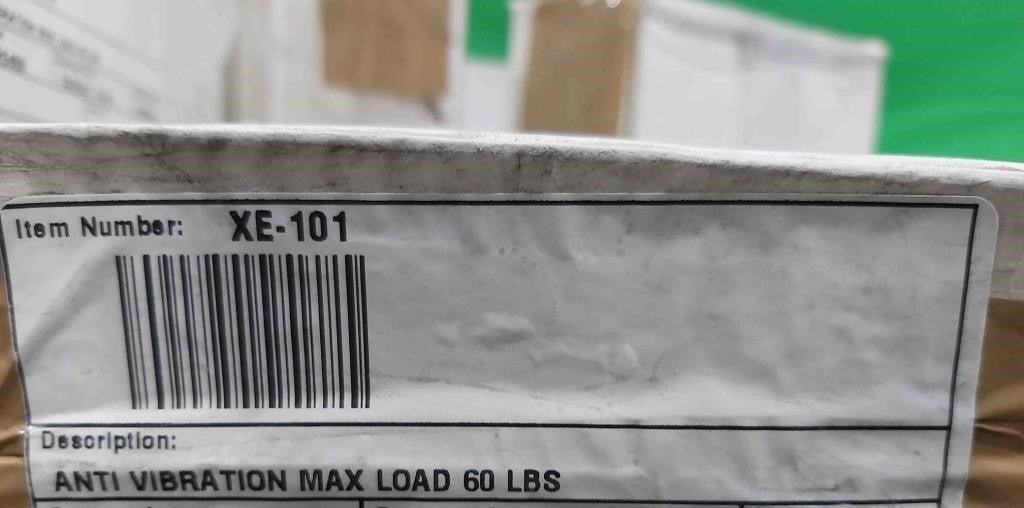 Item Number: XE-101
Description:
ANTI VIBRATION MAX LOAD 60 LBS